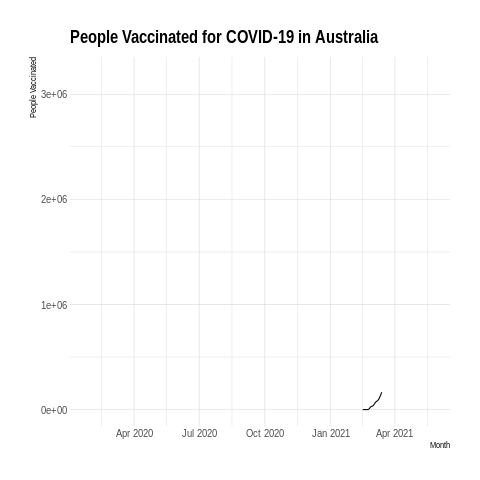 People Vaccinated for COVID-19 in Australia
People Vaccinated
3e+06
2e+06
1e+06
0e+00
Apr 2020 Jul 2020 Oct 2020 Jan 2021 Apr 2021
Month